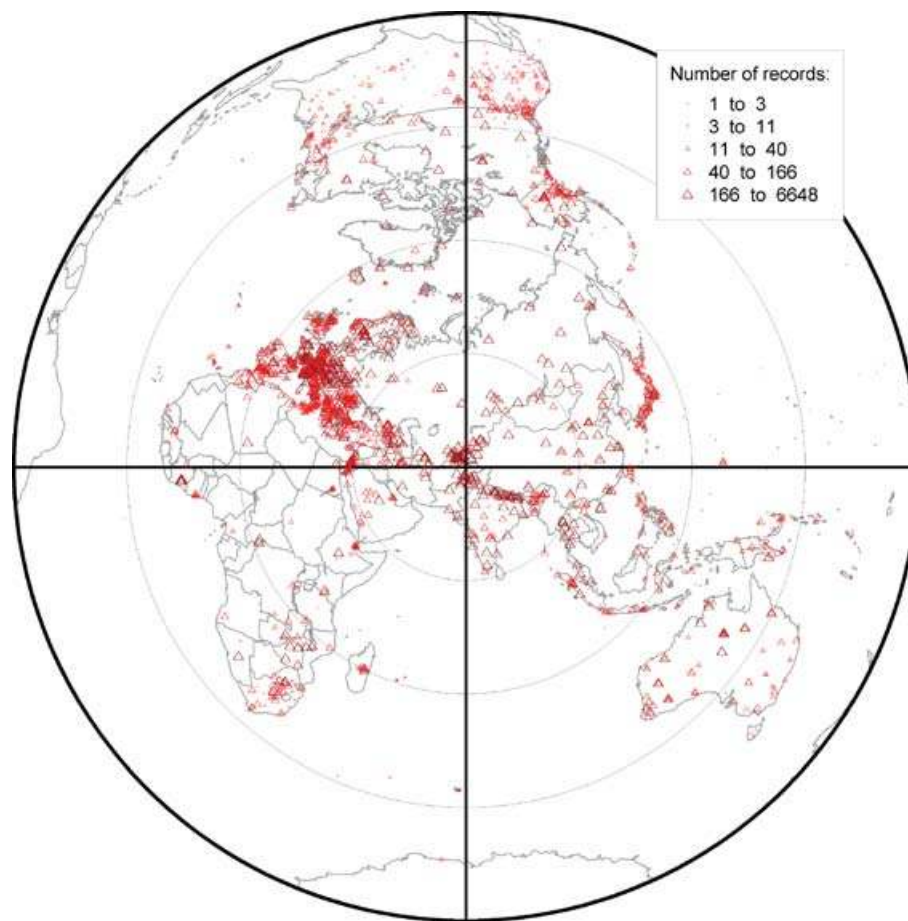 Number of records:
1 to 3
3 to 11
11 to 40
40 to 166
166 to 6648